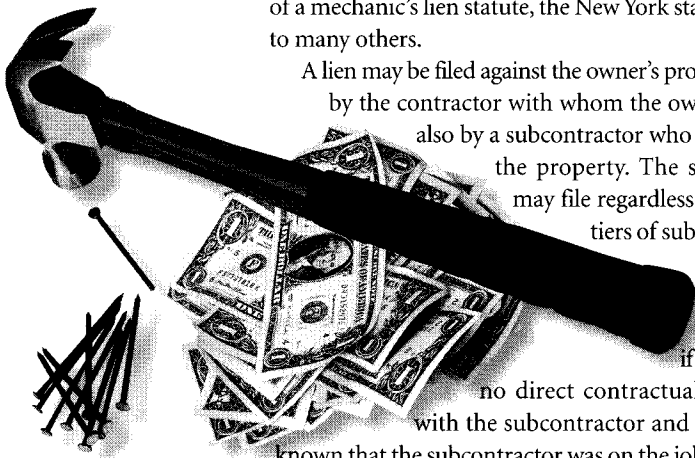 of a mechanic's lien statute, the New York sta
to many others.
A lien may be filed against the owner's pro
by the contractor with whom the ow
also by a subcontractor who
the property. The s
may file regardless
tiers of sub
if
no direct contractua
with the subcontractor and
known that the subcontractor was on the jo